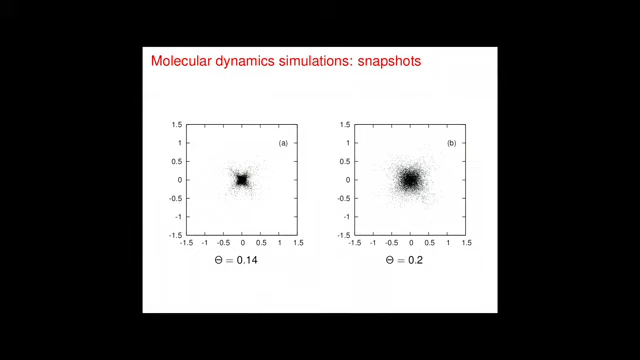 Molecular dynamics simulations: snapshots
1.5
1
0.5
0
-0.5
-1
-1.5
-1.5 -1 -0.5 0 0.5 1 1.5
(a)
Θ = 0.14
1.5
1
0.5
0
-0.5
-1
-1.5
-1.5 -1 -0.5 0 0.5 1 1.5
(b)
Θ = 0.2